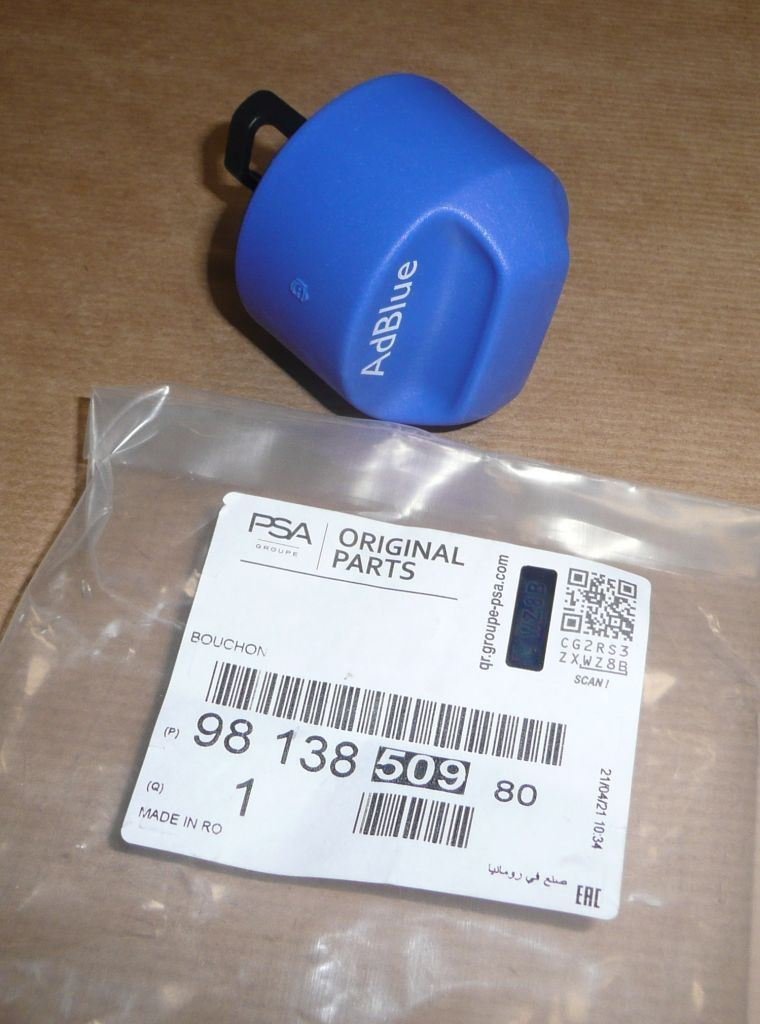 AdBlue
PSA
GROUPE
ORIGINAL
PARTS
qr.groupe-psa.com
WZ8B
CG2RS3
ZXWZ8B
SCAN!
BOUCHON
(P) 98 138 509 80
(Q) 1
21/04/21 10:34
MADE IN RO
صنع في رومانيا
EAC